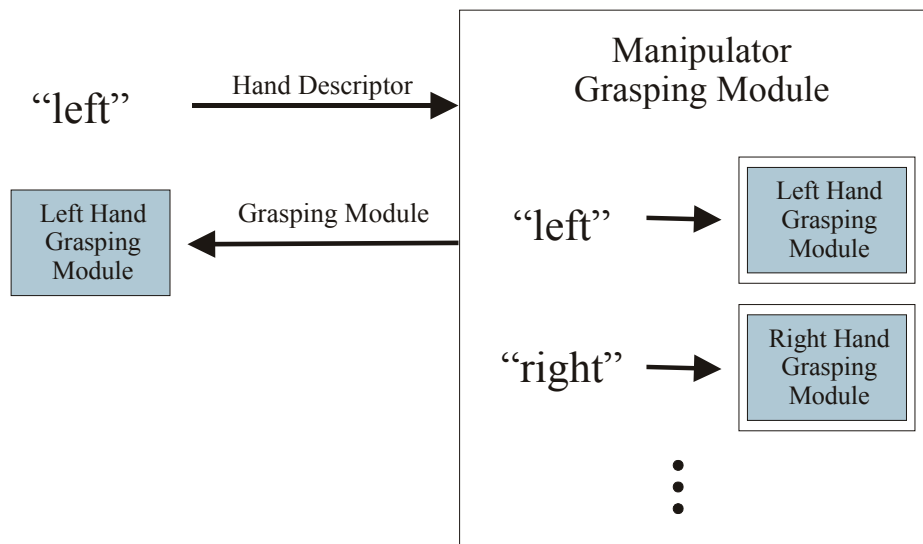 Manipulator
Grasping Module
“left”
Hand Descriptor
Left Hand
Grasping
Module
Grasping Module
“left”
Left Hand
Grasping
Module
“right”
Right Hand
Grasping
Module